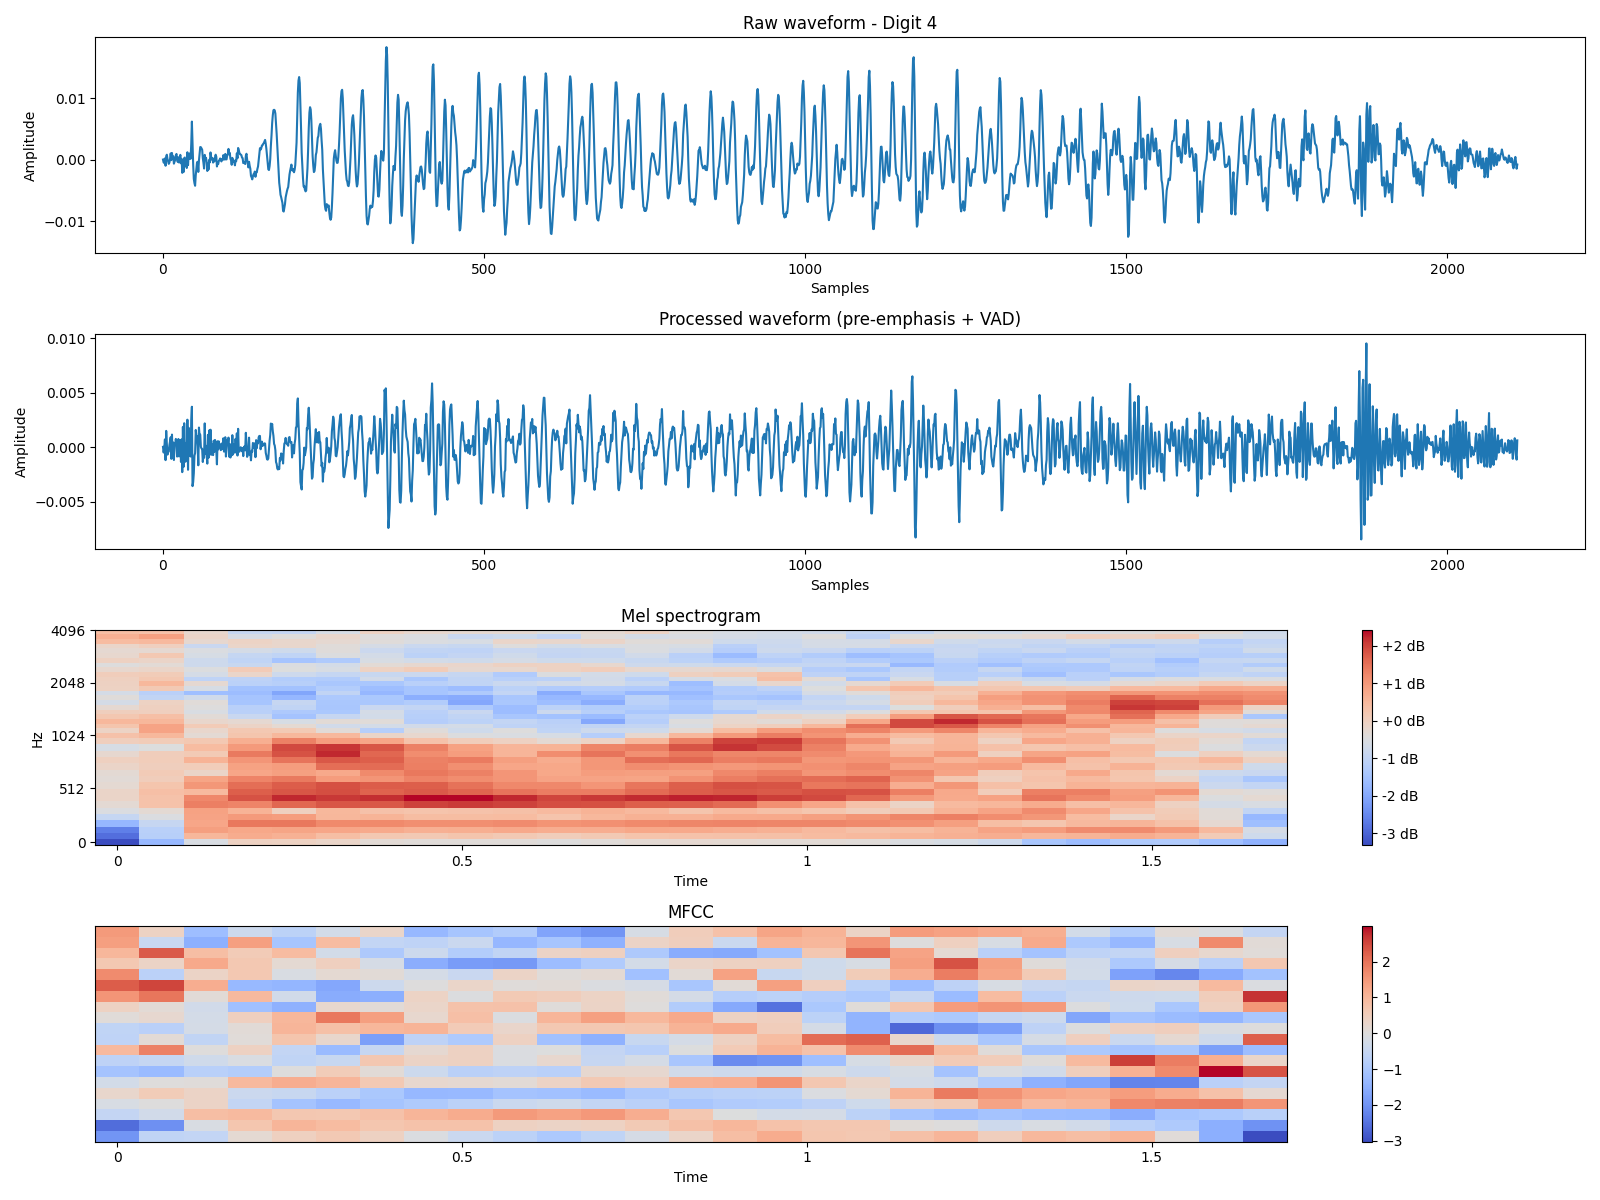 Raw waveform - Digit 4
0.01
0.00
−0.01
Amplitude
0 500 1000 1500 2000
Samples
Processed waveform (pre-emphasis + VAD)
0.010
0.005
0.000
−0.005
Amplitude
0 500 1000 1500 2000
Samples
Mel spectrogram
4096
2048
1024
512
0
Hz
0 0.5 1 1.5
Time
+2 dB
+1 dB
+0 dB
-1 dB
-2 dB
-3 dB
MFCC
0 0.5 1 1.5
Time
2
1
0
−1
−2
−3